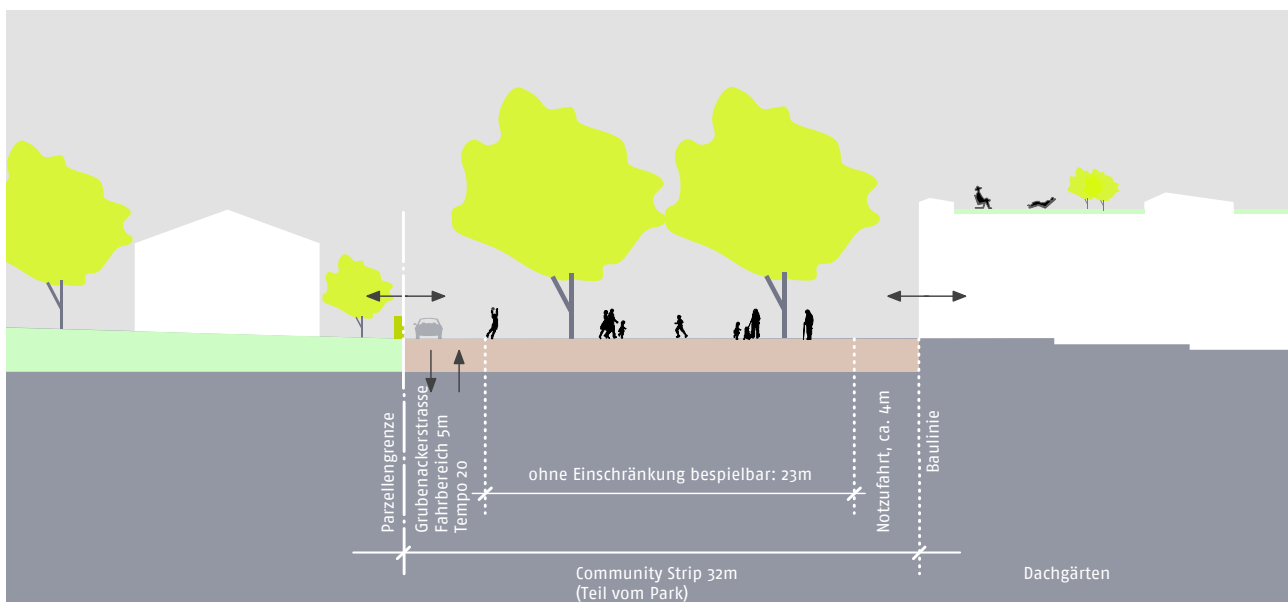 Parzellengrenze
Grubenackerstrasse
Fahrbereich 5m
Tempo 20
ohne Einschränkung bespielbar: 23m
Notzufahrt, ca. 4m
Baulinie
Community Strip 32m
(Teil vom Park)
Dachgärten